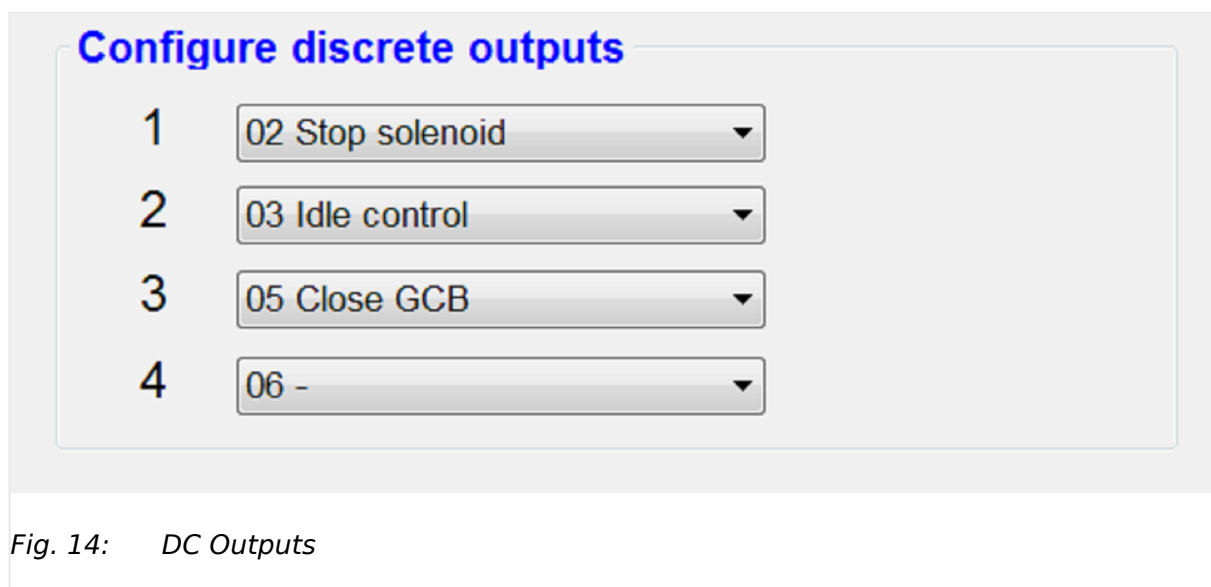 Configure discrete outputs
1 02 Stop solenoid
2 03 Idle control
3 05 Close GCB
4 06 -
Fig. 14: DC Outputs